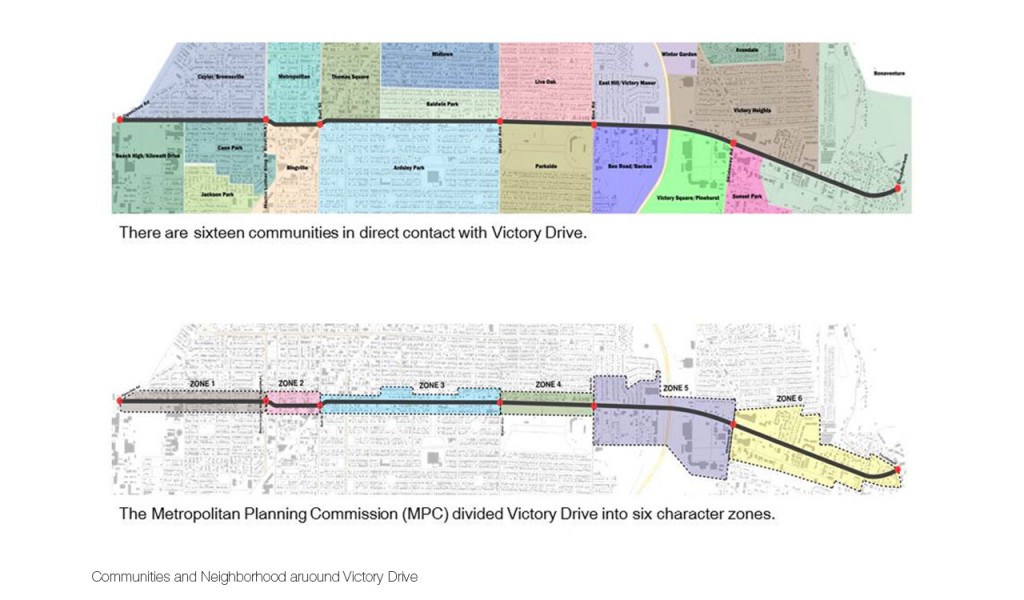 Midtown
Avondale
Winter Garden
Cuyler/Brownsville
Metropolitan
Thomas Square
Live Oak
East Hill/Victory Manor
Bonaventure
Baldwin Park
Victory Heights
Beach High/Kilowatt Drive
Cann Park
Bingville
Ardsley Park
Parkside
Bee Road/Backus
Jackson Park
Victory Square/Pinehurst
Sunset Park
There are sixteen communities in direct contact with Victory Drive.
ZONE 1
ZONE 2
ZONE 3
ZONE 4
ZONE 5
ZONE 6
The Metropolitan Planning Commission (MPC) divided Victory Drive into six character zones.
Communities and Neighborhood aruound Victory Drive